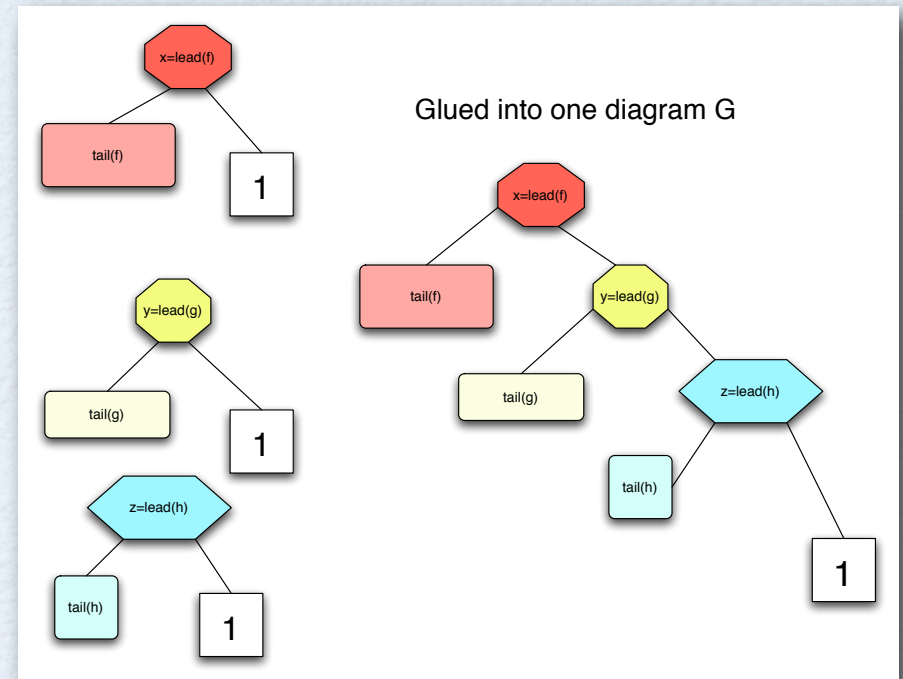 x=lead(f)
tail(f)
1
y=lead(g)
tail(g)
1
z=lead(h)
tail(h)
1
Glued into one diagram G
x=lead(f)
tail(f)
y=lead(g)
tail(g)
z=lead(h)
tail(h)
1